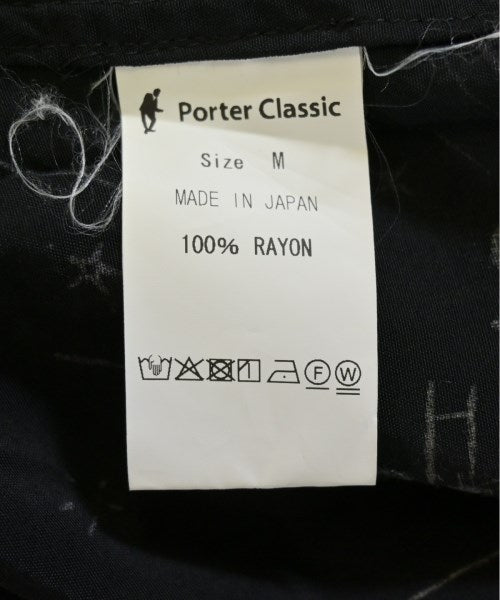 Porter Classic
Size M
MADE IN JAPAN
100% RAYON
F W
H